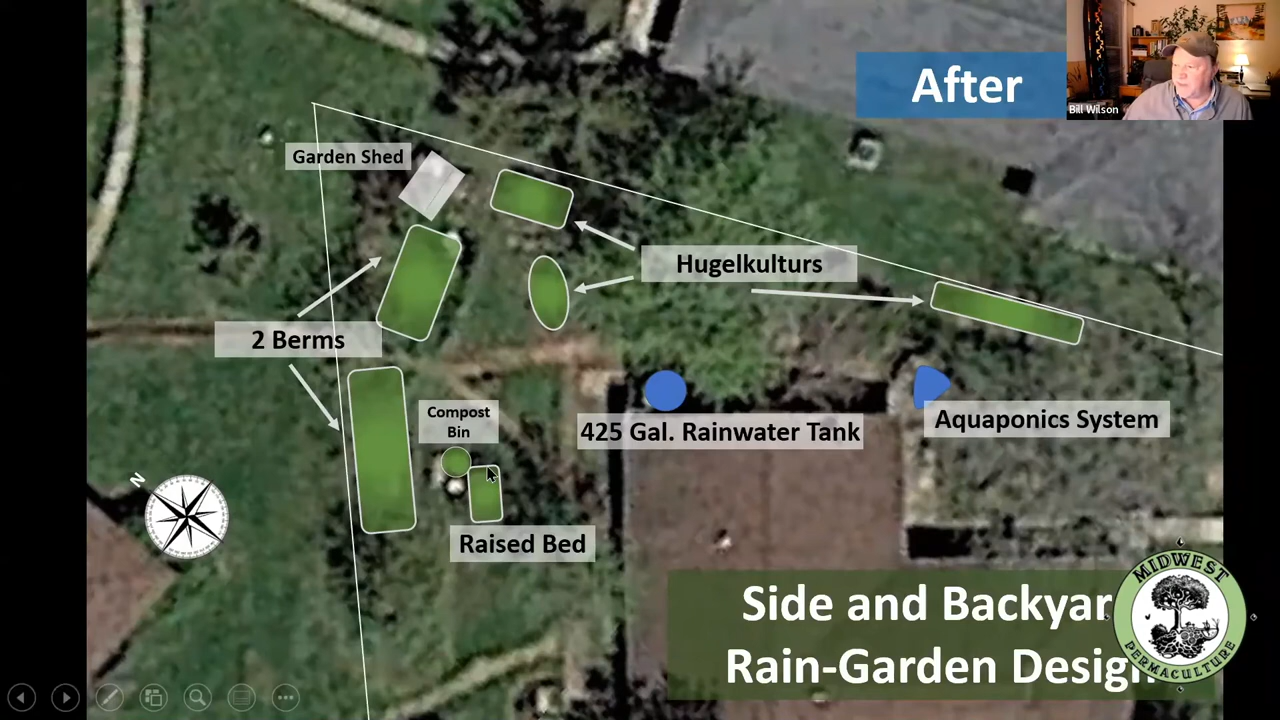 After
Bill Wilson
Garden Shed
Hugelkulturs
2 Berms
Compost
Bin
425 Gal. Rainwater Tank
Aquaponics System
N
Raised Bed
Side and Backyar
Rain-Garden Design
MIDWEST
PERMACULTURE